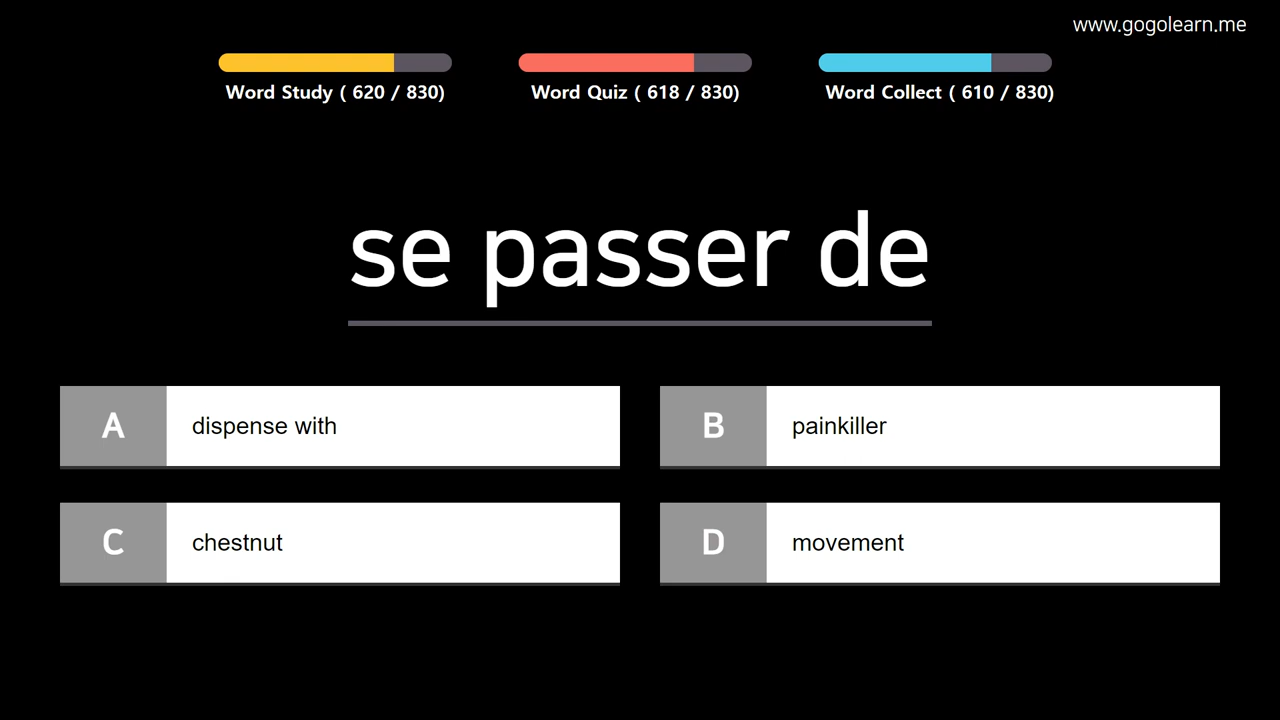 www.gogolearn.me
Word Study ( 620 / 830)
Word Quiz ( 618 / 830)
Word Collect ( 610 / 830)
se passer de
A dispense with
B painkiller
C chestnut
D movement